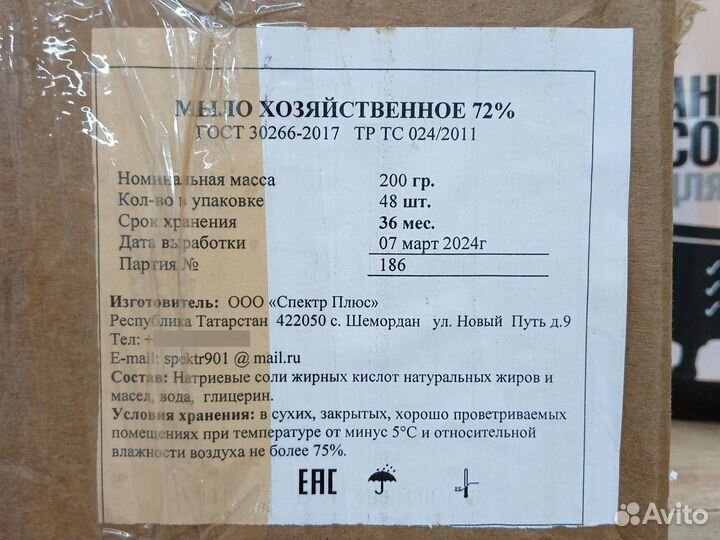 МЫЛО ХОЗЯЙСТВЕННОЕ 72%
ГОСТ 30266-2017 ТР ТС 024/2011
Номинальная масса 200 гр.
Кол-во в упаковке 48 шт.
Срок хранения 36 мес.
Дата выработки 07 март 2024г
Партия № 186
Изготовитель: ООО «Спектр Плюс»
Республика Татарстан 422050 с. Шемордан ул. Новый Путь д.9
Тел: +
E-mail: spektr901 @ mail.ru
Состав: Натриевые соли жирных кислот натуральных жиров и
масел, вода, глицерин.
Условия хранения: в сухих, закрытых, хорошо проветриваемых
помещениях при температуре от минус 5°С и относительной
влажности воздуха не более 75%.
ЕАС
АН
СО
ДЛЯ
Avito